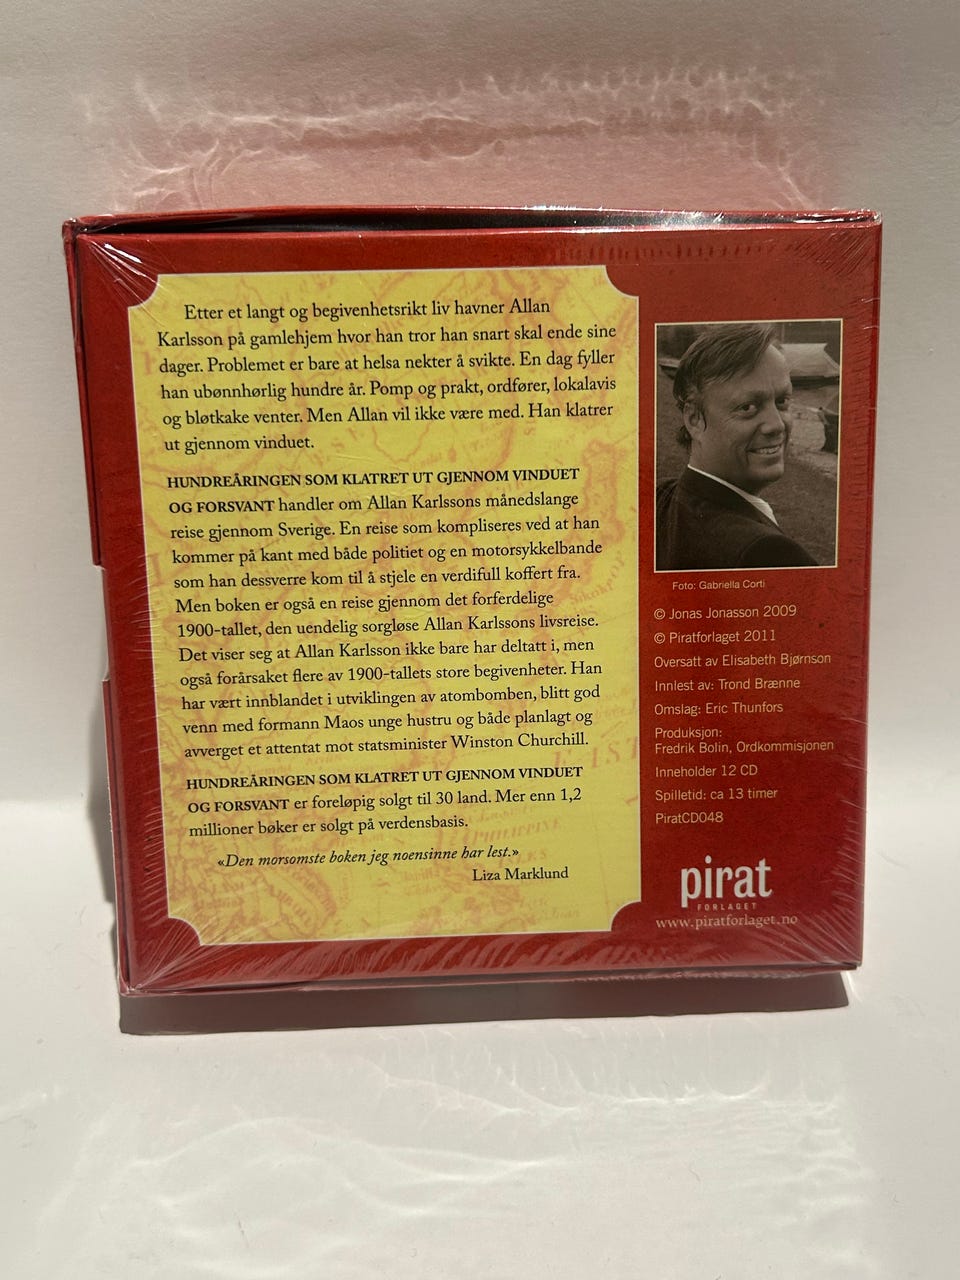 Etter et langt og begivenhetsrikt liv havner Allan
Karlsson på gamlehjem hvor han tror han snart skal ende sine
dager. Problemet er bare at helsa nekter å svikte. En dag fyller
han ubønnhørlig hundre år. Pomp og prakt, ordfører, lokalavis
og bløtkake venter. Men Allan vil ikke være med. Han klatrer
ut gjennom vinduet.
HUNDREÅRINGEN SOM KLATRET UT GJENNOM VINDUET
OG FORSVANT handler om Allan Karlssons månedslange
reise gjennom Sverige. En reise som kompliseres ved at han
kommer på kant med både politiet og en motorsykkelbande
som han dessverre kom til å stjele en verdifull koffert fra.
Men boken er også en reise gjennom det forferdelige
1900-tallet, den uendelig sorgløse Allan Karlssons livsreise.
Det viser seg at Allan Karlsson ikke bare har deltatt i, men
også forårsaket flere av 1900-tallets store begivenheter. Han
har vært innblandet i utviklingen av atombomben, blitt god
venn med formann Maos unge hustru og både planlagt og
avverget et attentat mot statsminister Winston Churchill.
HUNDREÅRINGEN SOM KLATRET UT GJENNOM VINDUET
OG FORSVANT er foreløpig solgt til 30 land. Mer enn 1,2
millioner bøker er solgt på verdensbasis.
«Den morsomste boken jeg noensinne har lest.»
Liza Marklund
Foto: Gabriella Corti
© Jonas Jonasson 2009
© Piratforlaget 2011
Oversatt av Elisabeth Bjørnson
Innlest av: Trond Brænne
Omslag: Eric Thunfors
Produksjon:
Fredrik Bolin, Ordkommisjonen
Inneholder 12 CD
Spilletid: ca 13 timer
PiratCD048
pirat
FORLAGET
www.piratforlaget.no